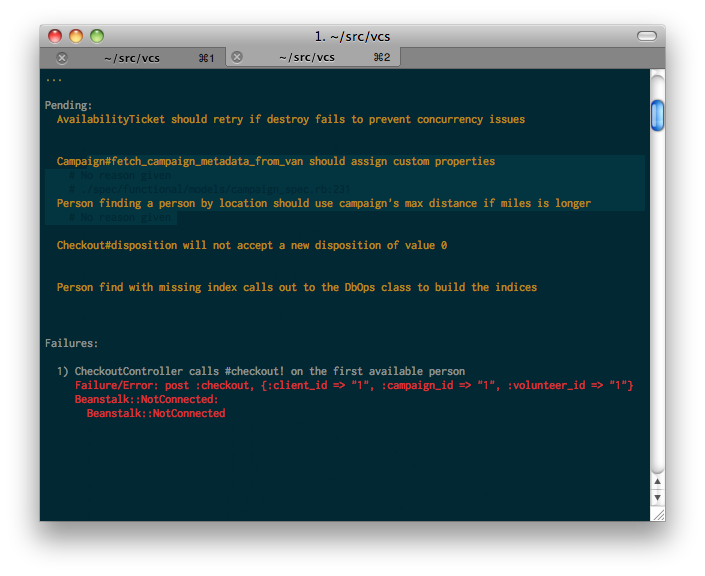 1. ~/src/vcs
~/src/vcs ⌘1 ~/src/vcs ⌘2
...
Pending:
AvailabilityTicket should retry if destroy fails to prevent concurrency issues
Campaign#fetch_campaign_metadata_from_van should assign custom properties
# No reason given
# ./spec/functional/models/campaign_spec.rb:231
Person finding a person by location should use campaign's max distance if miles is longer
# No reason given
Checkout#disposition will not accept a new disposition of value 0
Person find with missing index calls out to the DbOps class to build the indices
Failures:
1) CheckoutController calls #checkout! on the first available person
Failure/Error: post :checkout, {:client_id => "1", :campaign_id => "1", :volunteer_id => "1"}
Beanstalk::NotConnected:
Beanstalk::NotConnected